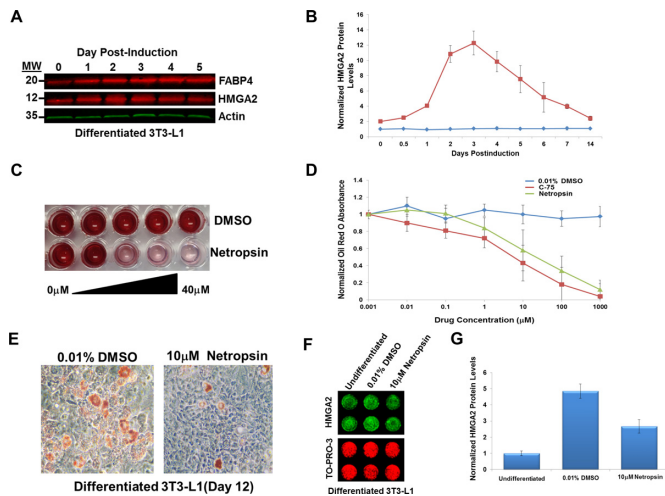 A
Day Post-Induction
MW 0 1 2 3 4 5
20 FABP4
12 HMGA2
35 Actin
Differentiated 3T3-L1
B
Normalized HMGA2 Protein
Levels
16
14
12
10
8
6
4
2
0
0 0.5 1 2 3 4 5 6 7 14
Days Postinduction
C
DMSO
Netropsin
0μM 40μM
D
0.01% DMSO
C-75
Netropsin
Normalized Oil Red O Absorbance
1.4
1.2
1.0
0.8
0.6
0.4
0.2
0
0.001 0.01 0.1 1 10 100 1000
Drug Concentration (μM)
E
0.01% DMSO 10μM Netropsin
Differentiated 3T3-L1(Day 12)
F
Undifferentiated
0.01% DMSO
10μM Netropsin
HMGA2
TO-PRO-3
Differentiated 3T3-L1
G
Normalized HMGA2 Protein Levels
6
5
4
3
2
1
0
Undifferentiated 0.01% DMSO 10μM Netropsin